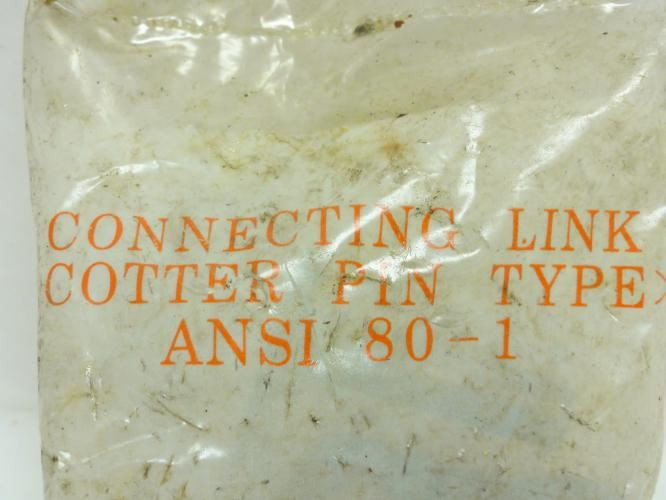 CONNECTING LINK
COTTER PIN TYPE>
ANSI 80-1